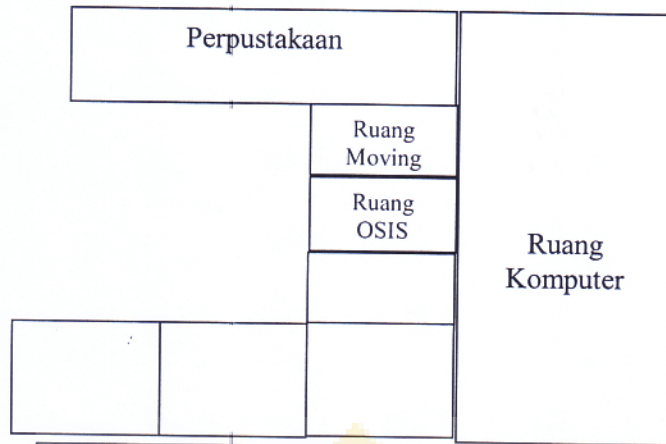 Perpustakaan
Ruang
Moving
Ruang
OSIS
Ruang
Komputer